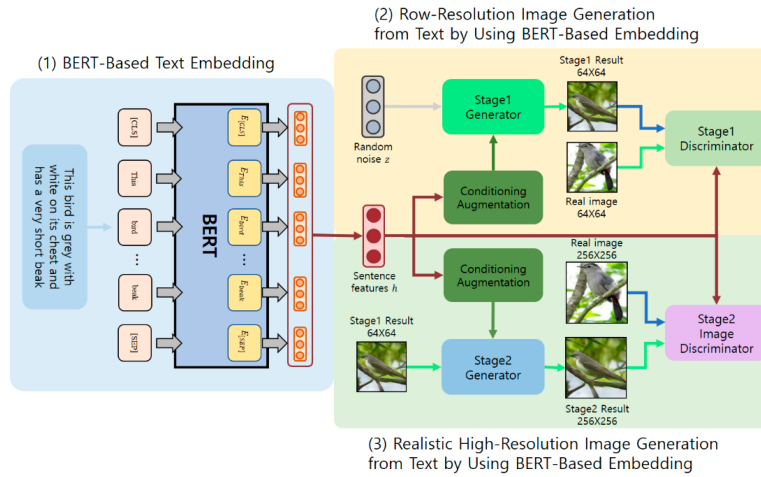 (1) BERT-Based Text Embedding
This bird is grey with
white on its chest and
has a very short beak
[CLS]
This
bird
...
beak
[SEP]
BERT
E[CLS]
EThis
Ebird
...
Ebeak
E[SEP]
(2) Row-Resolution Image Generation
from Text by Using BERT-Based Embedding
Random
noise z
Stage1
Generator
Stage1 Result
64X64
Stage1
Discriminator
Conditioning
Augmentation
Real image
64X64
Sentence
features h
Conditioning
Augmentation
Real image
256X256
Stage1 Result
64X64
Stage2
Generator
Stage2
Image
Discriminator
Stage2 Result
256X256
(3) Realistic High-Resolution Image Generation
from Text by Using BERT-Based Embedding